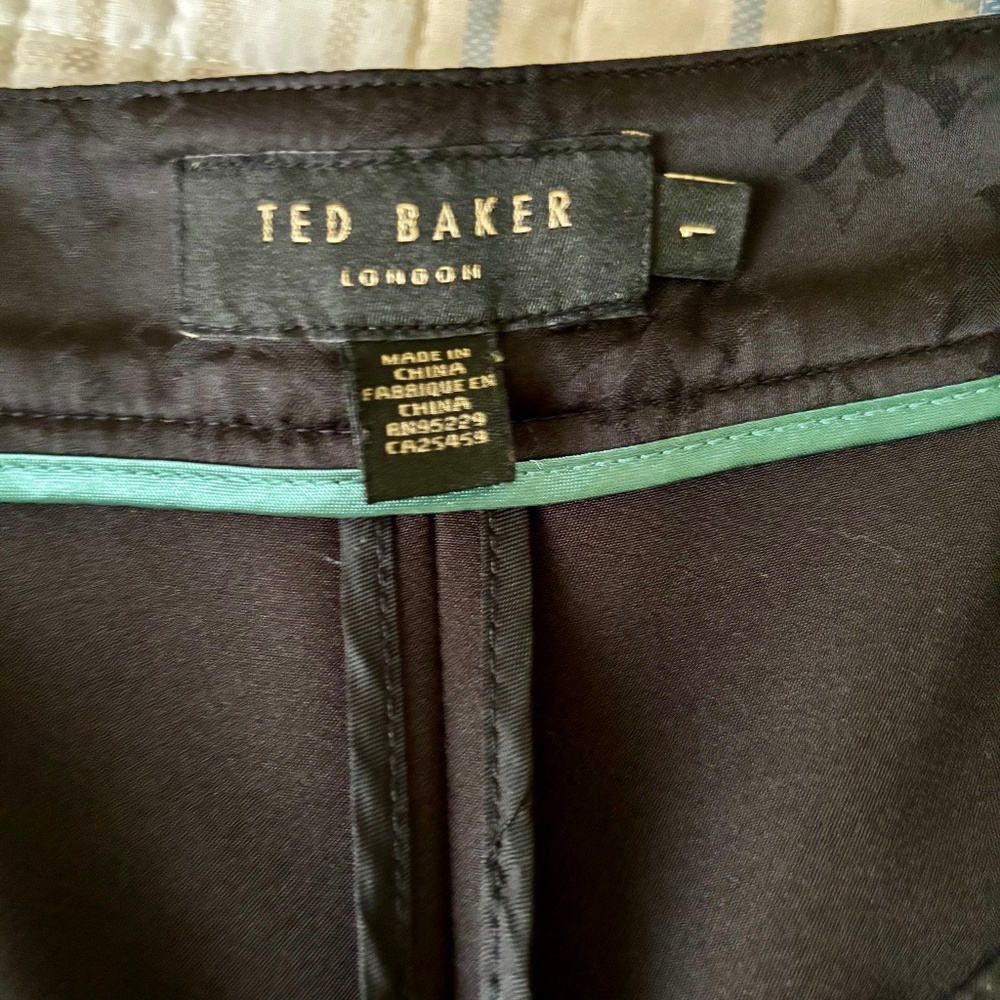 TED BAKER
LONDON
1
MADE IN
CHINA
FABRIQUE EN
CHINA
RN95229
CA25459